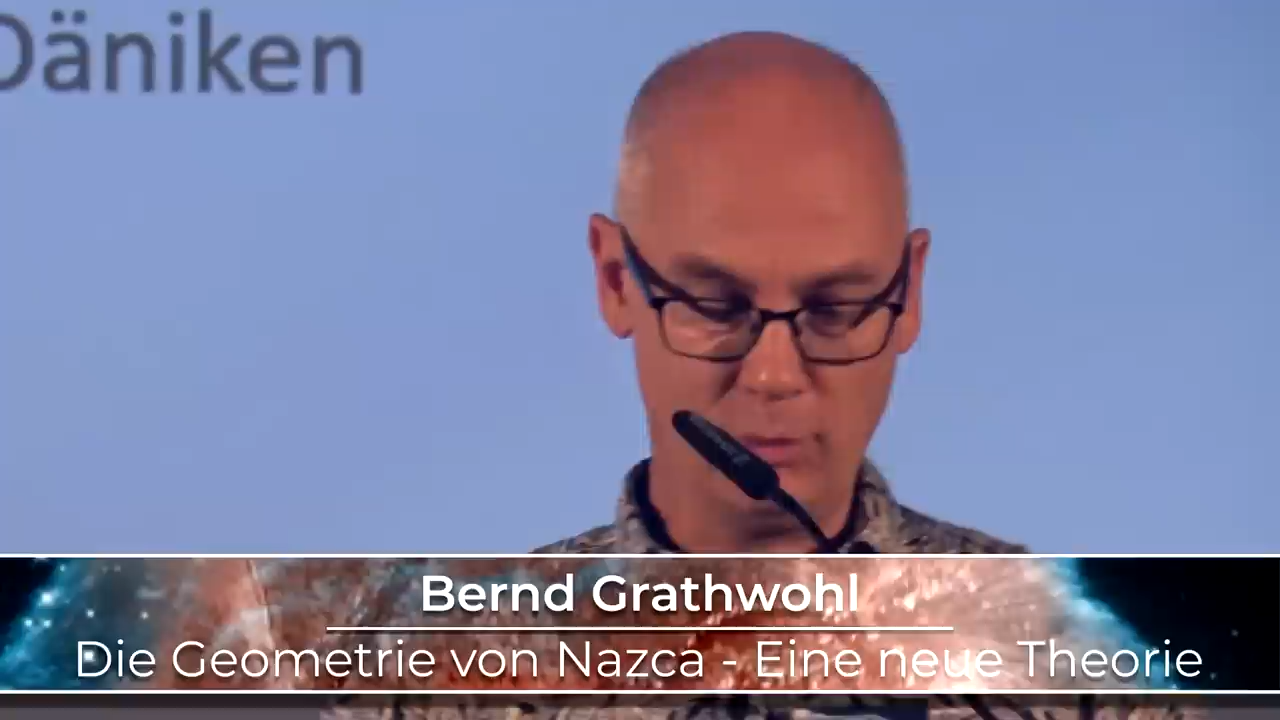 Däniken
Bernd Grathwohl
Die Geometrie von Nazca - Eine neue Theorie